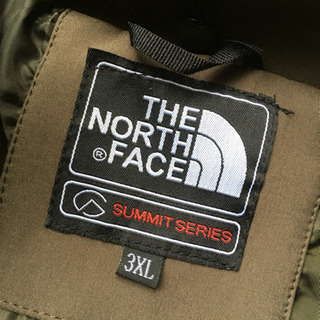 THE
NORTH
® FACE
SUMMIT SERIES
3XL